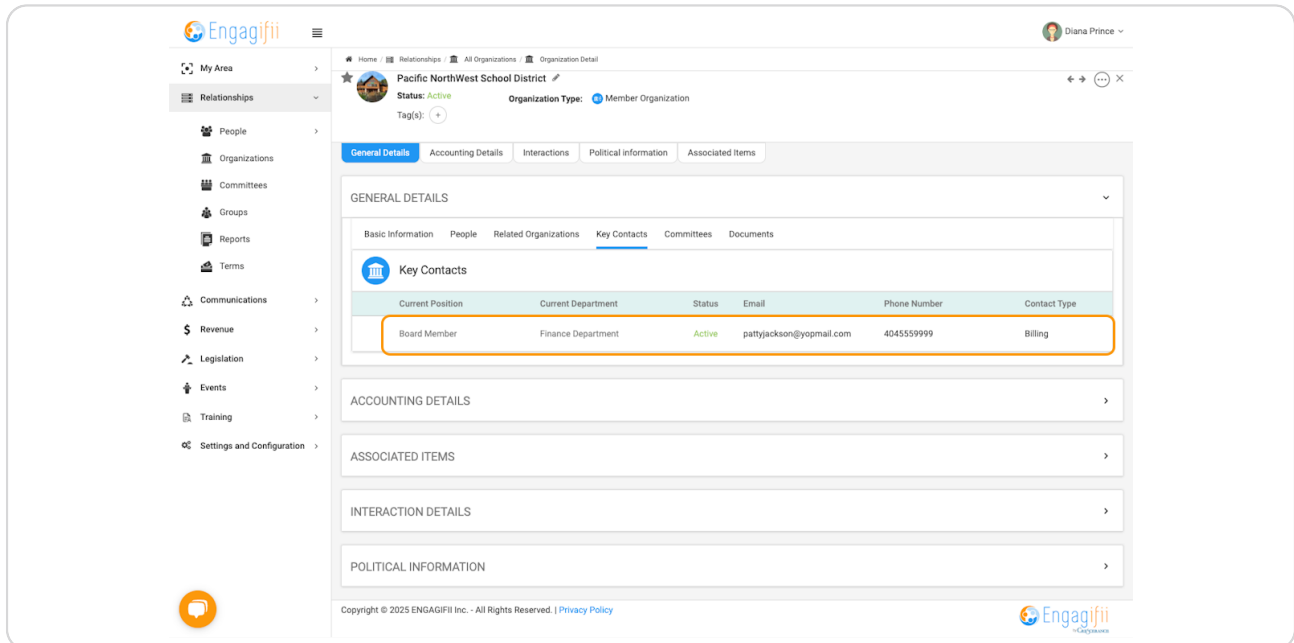 Engagifii
Diana Prince
My Area
Relationships
People
Organizations
Committees
Groups
Reports
Terms
Communications
Revenue
Legislation
Events
Training
Settings and Configuration
Home / Relationships / All Organizations / Organization Detail
Pacific NorthWest School District
Status: Active
Organization Type: Member Organization
Tag(s): +
General Details
Accounting Details
Interactions
Political information
Associated Items
GENERAL DETAILS
Basic Information People Related Organizations Key Contacts Committees Documents
Key Contacts
Current Position Current Department Status Email Phone Number Contact Type
Board Member Finance Department Active pattyjackson@yopmail.com 4045559999 Billing
ACCOUNTING DETAILS
ASSOCIATED ITEMS
INTERACTION DETAILS
POLITICAL INFORMATION
Copyright © 2025 ENGAGIFII Inc. - All Rights Reserved. | Privacy Policy
Engagifii